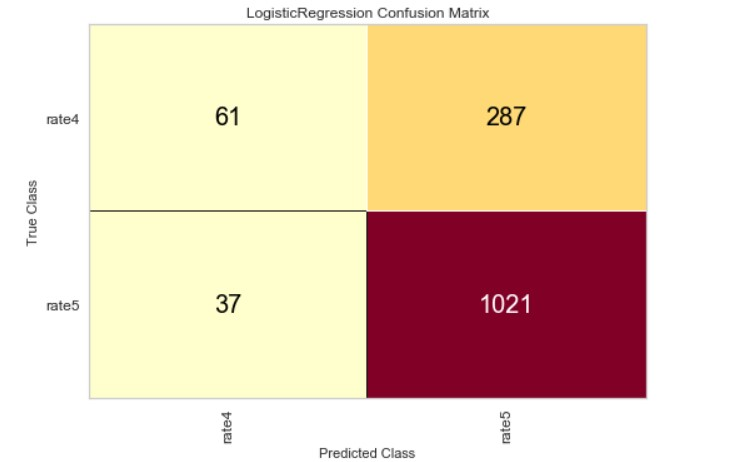 LogisticRegression Confusion Matrix
True Class
rate4
61
287
rate5
37
1021
rate4
rate5
Predicted Class